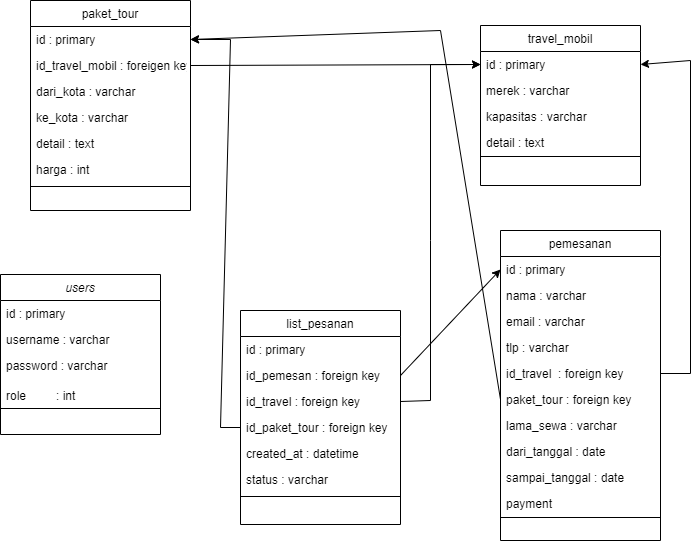 paket_tour
id : primary
id_travel_mobil : foreigen key
dari_kota : varchar
ke_kota : varchar
detail : text
harga : int
travel_mobil
id : primary
merek : varchar
kapasitas : varchar
detail : text
users
id : primary
username : varchar
password : varchar
role : int
list_pesanan
id : primary
id_pemesan : foreign key
id_travel : foreign key
id_paket_tour : foreign key
created_at : datetime
status : varchar
pemesanan
id : primary
nama : varchar
email : varchar
tlp : varchar
id_travel : foreign key
paket_tour : foreign key
lama_sewa : varchar
dari_tanggal : date
sampai_tanggal : date
payment